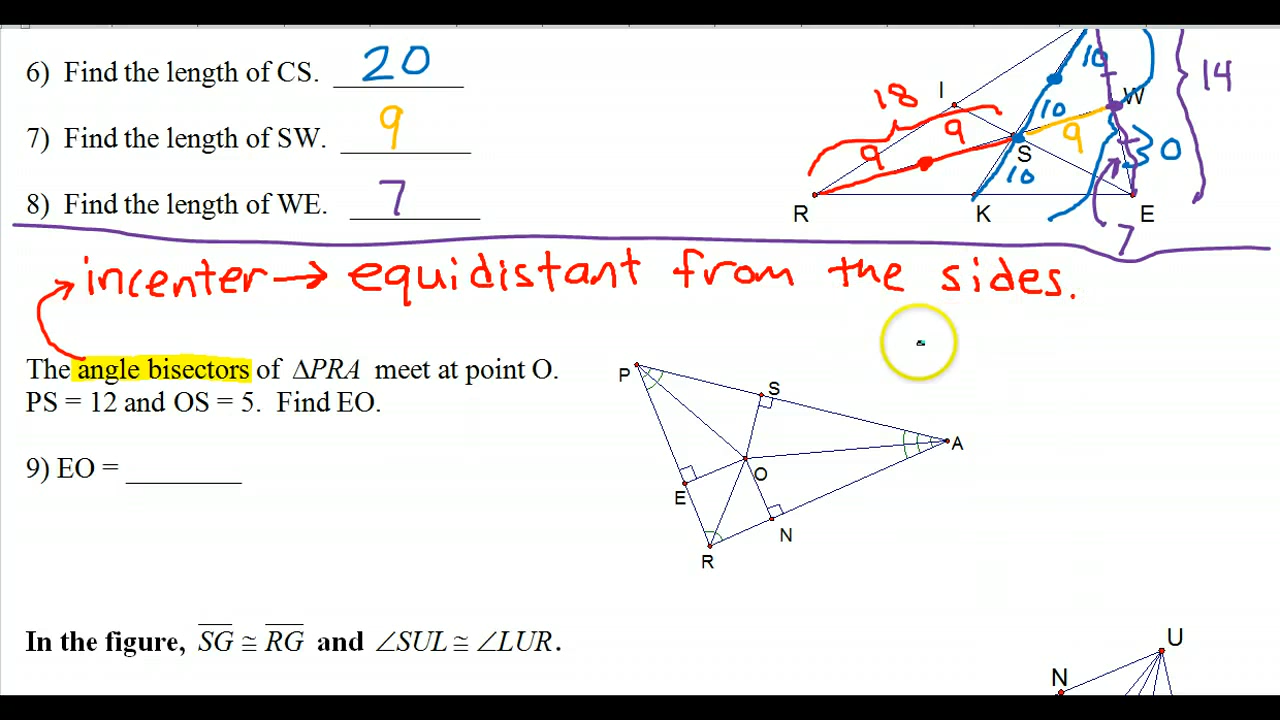 6) Find the length of CS. 20
7) Find the length of SW. 9
8) Find the length of WE. 7
I
W
S
R
K
E
18
9
9
10
10
10
9
30
14
7
incenter → equidistant from the sides.
The angle bisectors of ΔPRA meet at point O.
PS = 12 and OS = 5. Find EO.
9) EO = ________
P
S
A
O
E
N
R
In the figure, S̅G̅ ≅ R̅G̅ and ∠SUL ≅ ∠LUR.
U
N